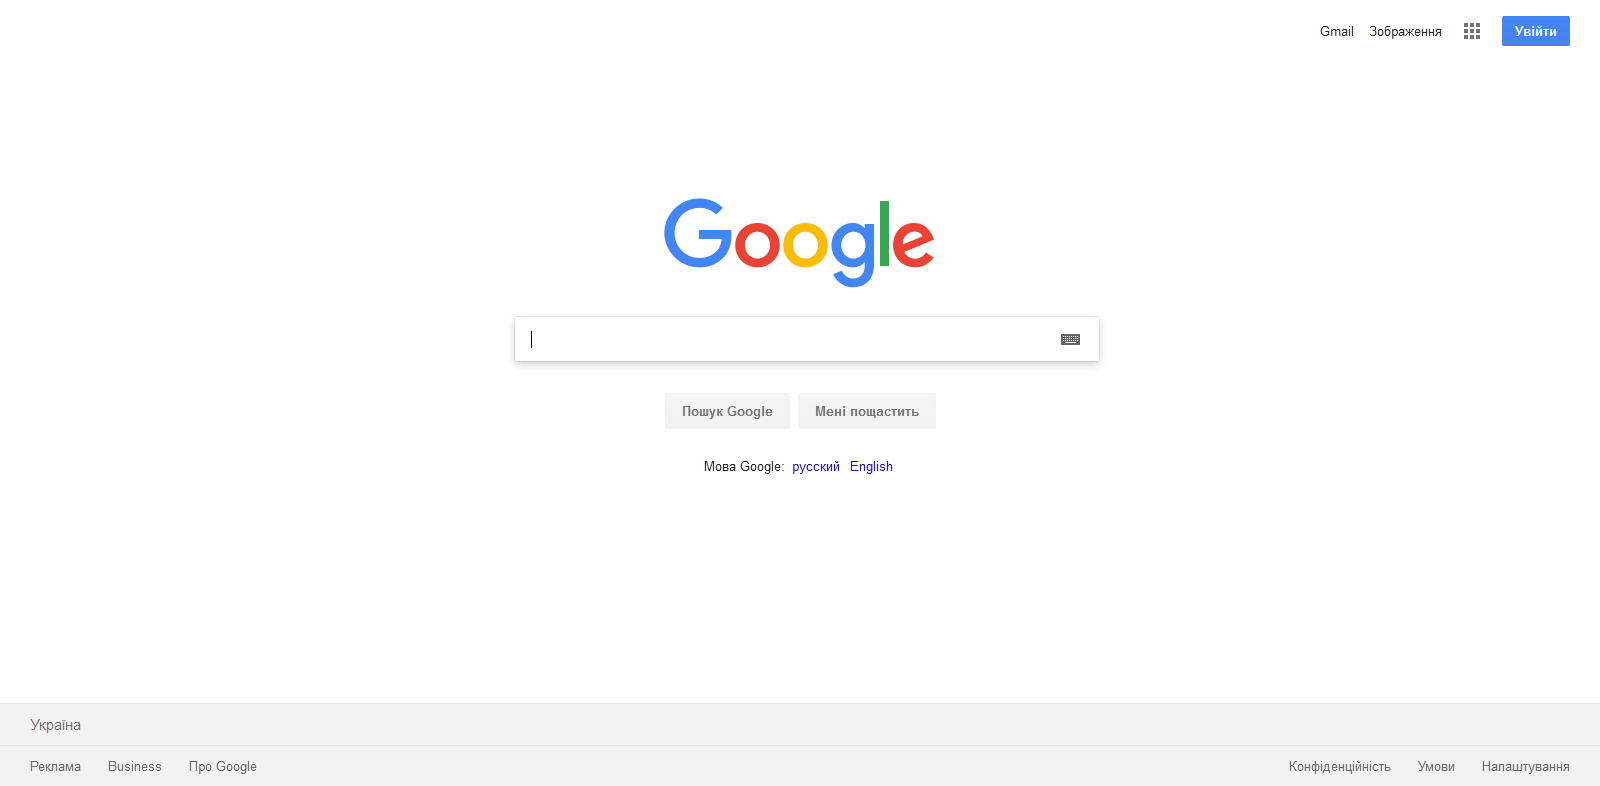 Gmail Зображення Увійти
Google
Пошук Google Мені пощастить
Мова Google: русский English
Україна
Реклама Business Про Google Конфіденційність Умови Налаштування